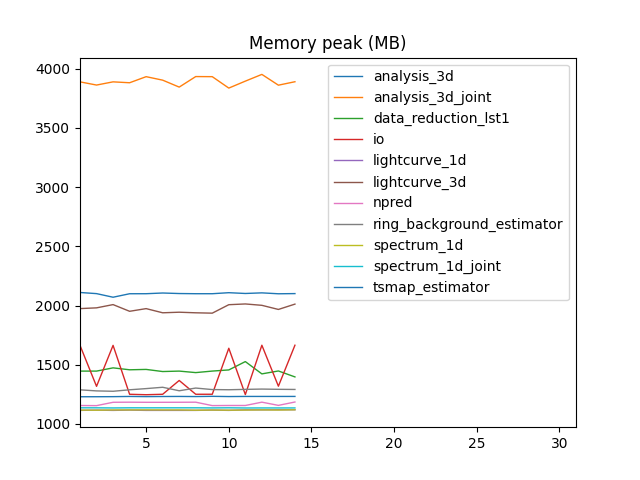 Memory peak (MB)
4000
3500
3000
2500
2000
1500
1000
analysis_3d
analysis_3d_joint
data_reduction_lst1
io
lightcurve_1d
lightcurve_3d
npred
ring_background_estimator
spectrum_1d
spectrum_1d_joint
tsmap_estimator
5 10 15 20 25 30